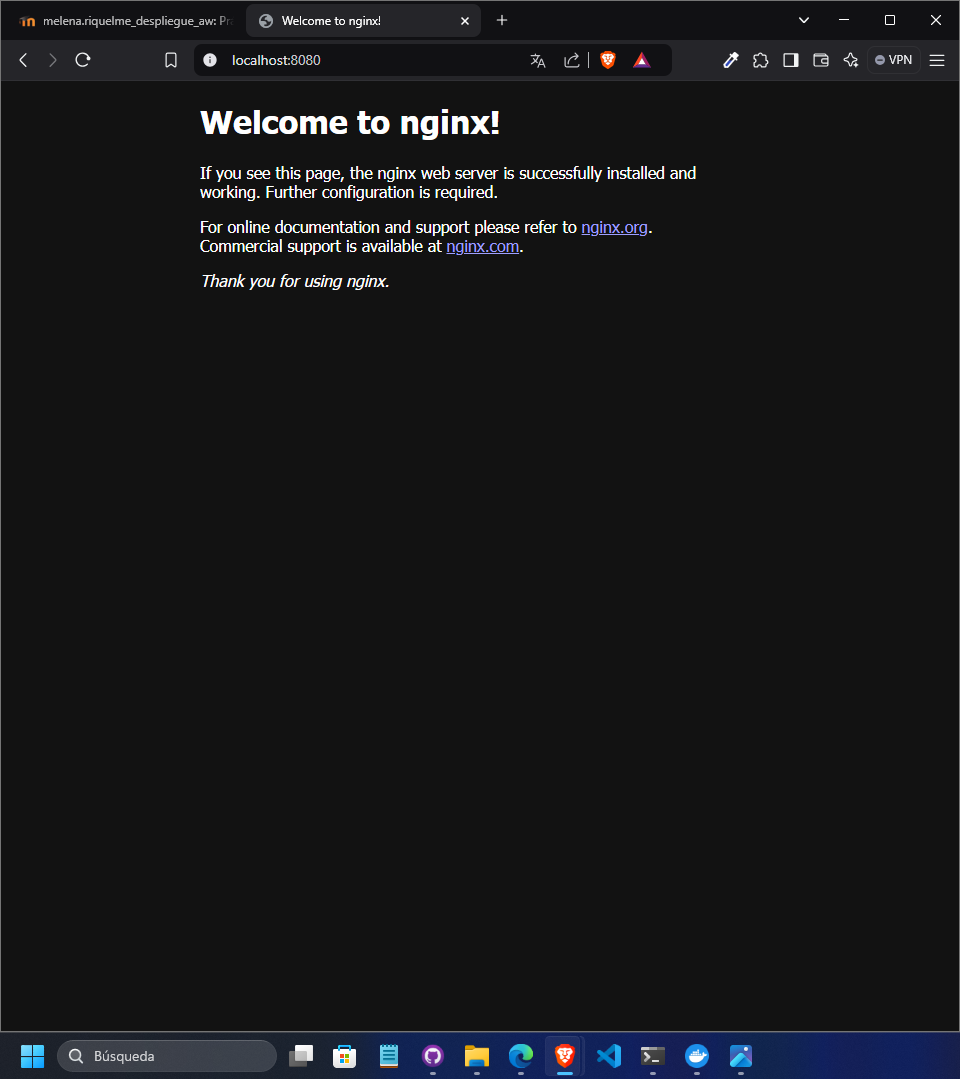 melena.riquelme_despliegue_aw: Pr
Welcome to nginx!
localhost:8080
VPN
Welcome to nginx!
If you see this page, the nginx web server is successfully installed and
working. Further configuration is required.
For online documentation and support please refer to nginx.org.
Commercial support is available at nginx.com.
Thank you for using nginx.
Búsqueda